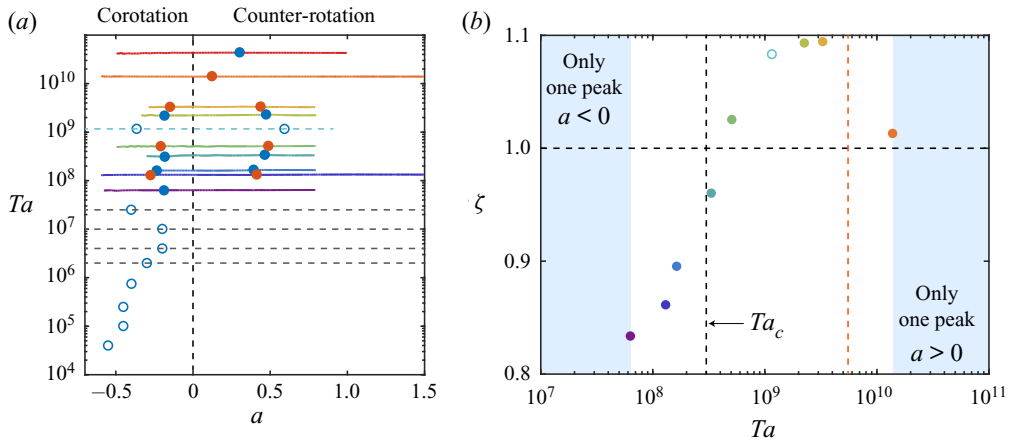 (a)
Corotation
Counter-rotation
10^10
10^9
10^8
Ta
10^7
10^6
10^5
10^4
−0.5
0
0.5
1.0
1.5
a
(b)
1.1
Only
one peak
a < 0
1.0
ζ
0.9
Ta_c
Only
one peak
a > 0
0.8
10^7
10^8
10^9
10^10
10^11
Ta